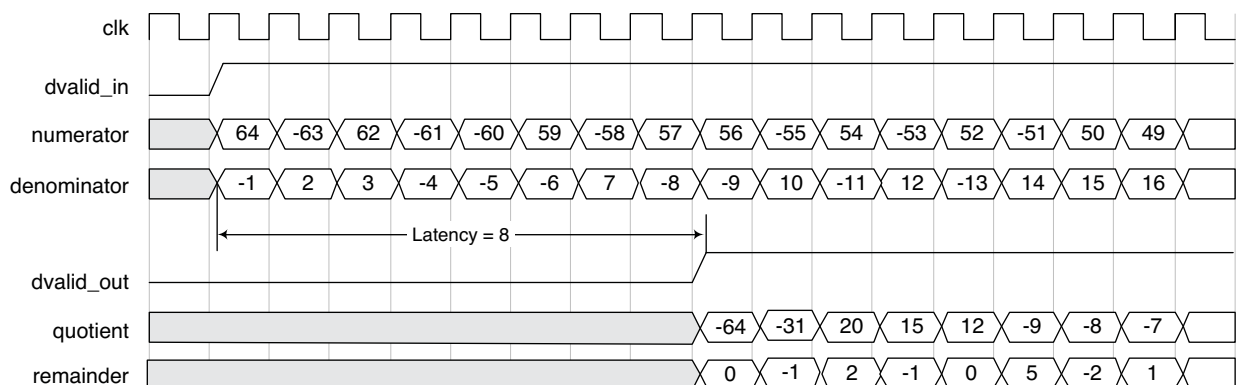 clk
dvalid_in
numerator 64 -63 62 -61 -60 59 -58 57 56 -55 54 -53 52 -51 50 49
denominator -1 2 3 -4 -5 -6 7 -8 -9 10 -11 12 -13 14 15 16
Latency = 8
dvalid_out
quotient -64 -31 20 15 12 -9 -8 -7
remainder 0 -1 2 -1 0 5 -2 1